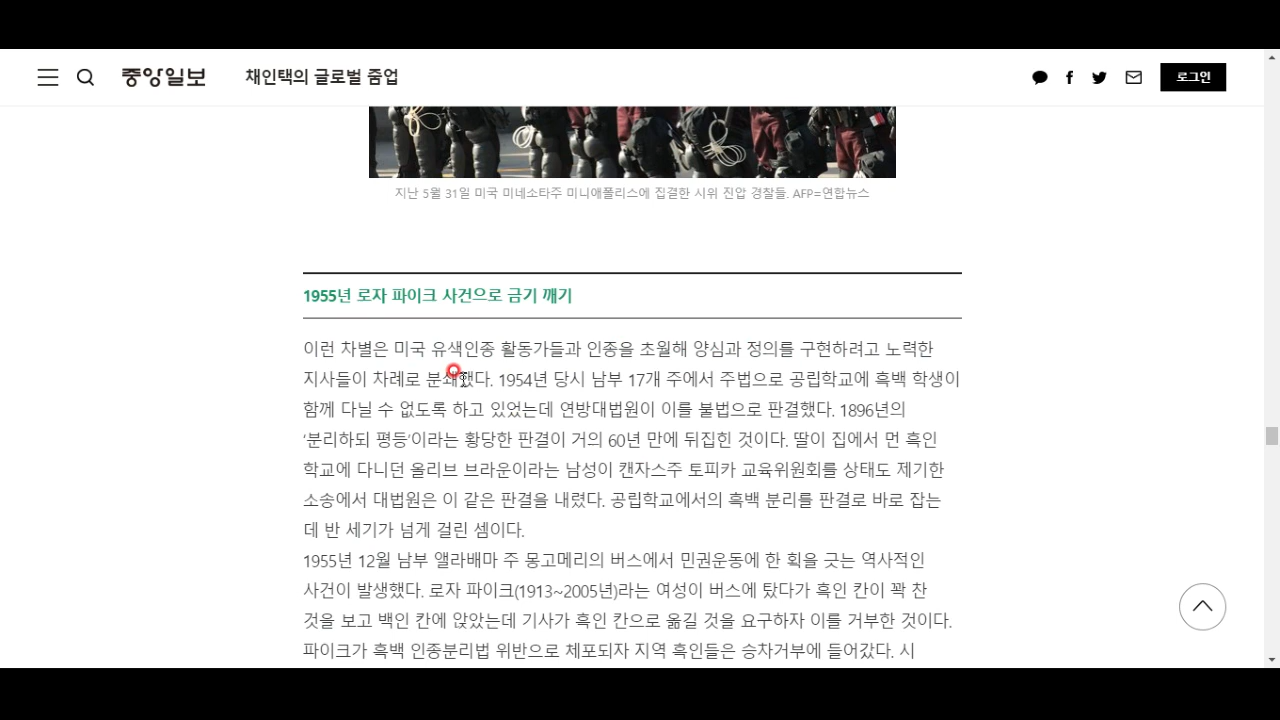 중앙일보
채인택의 글로벌 줌업
로그인
지난 5월 31일 미국 미네소타주 미니애폴리스에 집결한 시위 진압 경찰들. AFP=연합뉴스
1955년 로자 파이크 사건으로 금기 깨기
이런 차별은 미국 유색인종 활동가들과 인종을 초월해 양심과 정의를 구현하려고 노력한
지사들이 차례로 분쇄했다. 1954년 당시 남부 17개 주에서 주법으로 공립학교에 흑백 학생이
함께 다닐 수 없도록 하고 있었는데 연방대법원이 이를 불법으로 판결했다. 1896년의
‘분리하되 평등’이라는 황당한 판결이 거의 60년 만에 뒤집힌 것이다. 딸이 집에서 먼 흑인
학교에 다니던 올리브 브라운이라는 남성이 캔자스주 토피카 교육위원회를 상태도 제기한
소송에서 대법원은 이 같은 판결을 내렸다. 공립학교에서의 흑백 분리를 판결로 바로 잡는
데 반 세기가 넘게 걸린 셈이다.
1955년 12월 남부 앨라배마 주 몽고메리의 버스에서 민권운동에 한 획을 긋는 역사적인
사건이 발생했다. 로자 파이크(1913~2005년)라는 여성이 버스에 탔다가 흑인 칸이 꽉 찬
것을 보고 백인 칸에 앉았는데 기사가 흑인 칸으로 옮길 것을 요구하자 이를 거부한 것이다.
파이크가 흑백 인종분리법 위반으로 체포되자 지역 흑인들은 승차거부에 들어갔다. 시